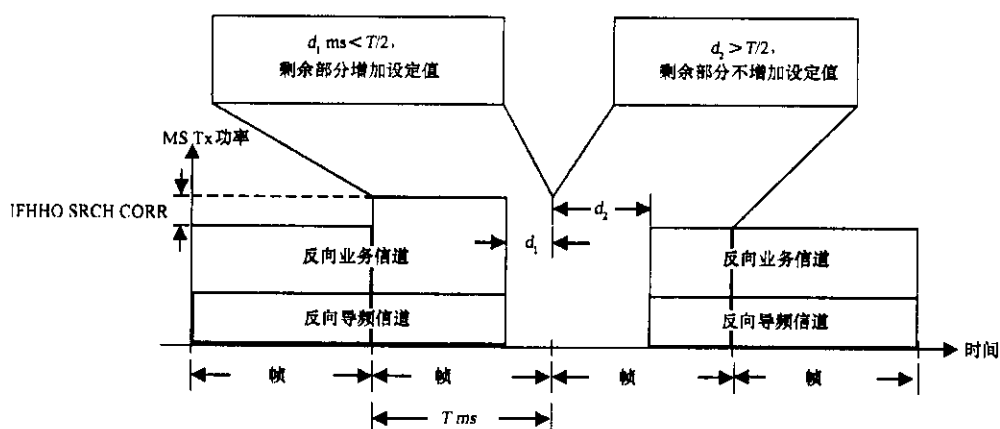 d₁ ms < T/2，
剩余部分增加设定值
d₂ > T/2，
剩余部分不增加设定值
MS Tx 功率
IFHHO SRCH CORR
d₂
d₁
反向业务信道
反向业务信道
反向导频信道
反向导频信道
时间
帧
帧
帧
帧
T ms